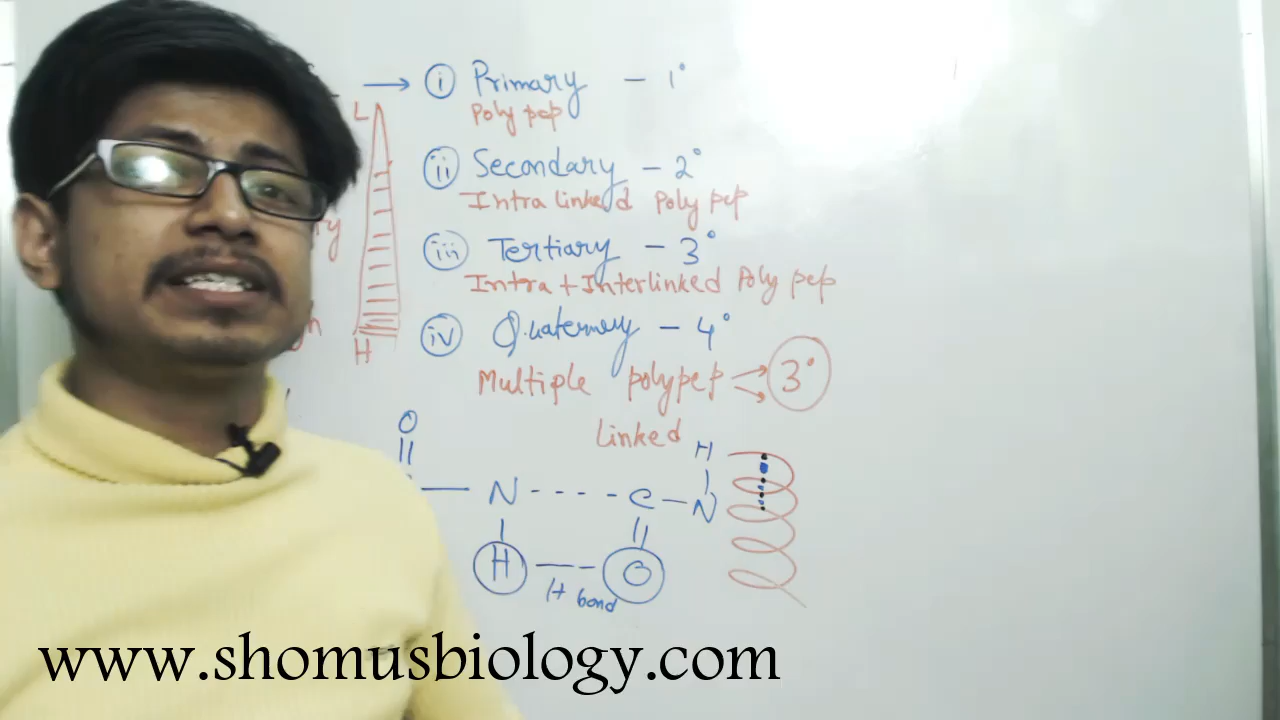 → (i) Primary - 1°
L
Poly pep
(ii) Secondary - 2°
Intra linked Poly pep
(iii) Tertiary - 3°
Intra + Interlinked Poly pep
(iv) Quaternery - 4°
H
Multiple polypep → 3°
Linked
O
H
N - - - - C - N
H - - O
H bond
www.shomusbiology.com